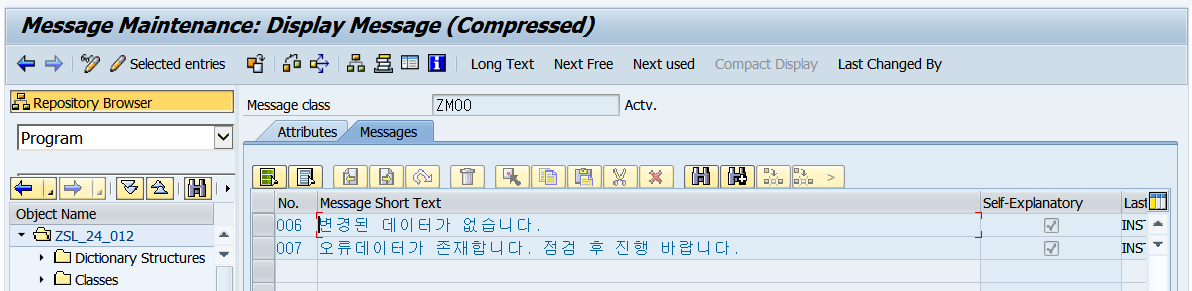 Message Maintenance: Display Message (Compressed)
Selected entries Long Text Next Free Next used Compact Display Last Changed By
Repository Browser
Program
Object Name
ZSL_24_012
Dictionary Structures
Classes
Message class ZM00 Actv.
Attributes Messages
No. Message Short Text Self-Explanatory Last
006 변경된 데이터가 없습니다. INS
007 오류데이터가 존재합니다. 점검 후 진행 바랍니다. INS